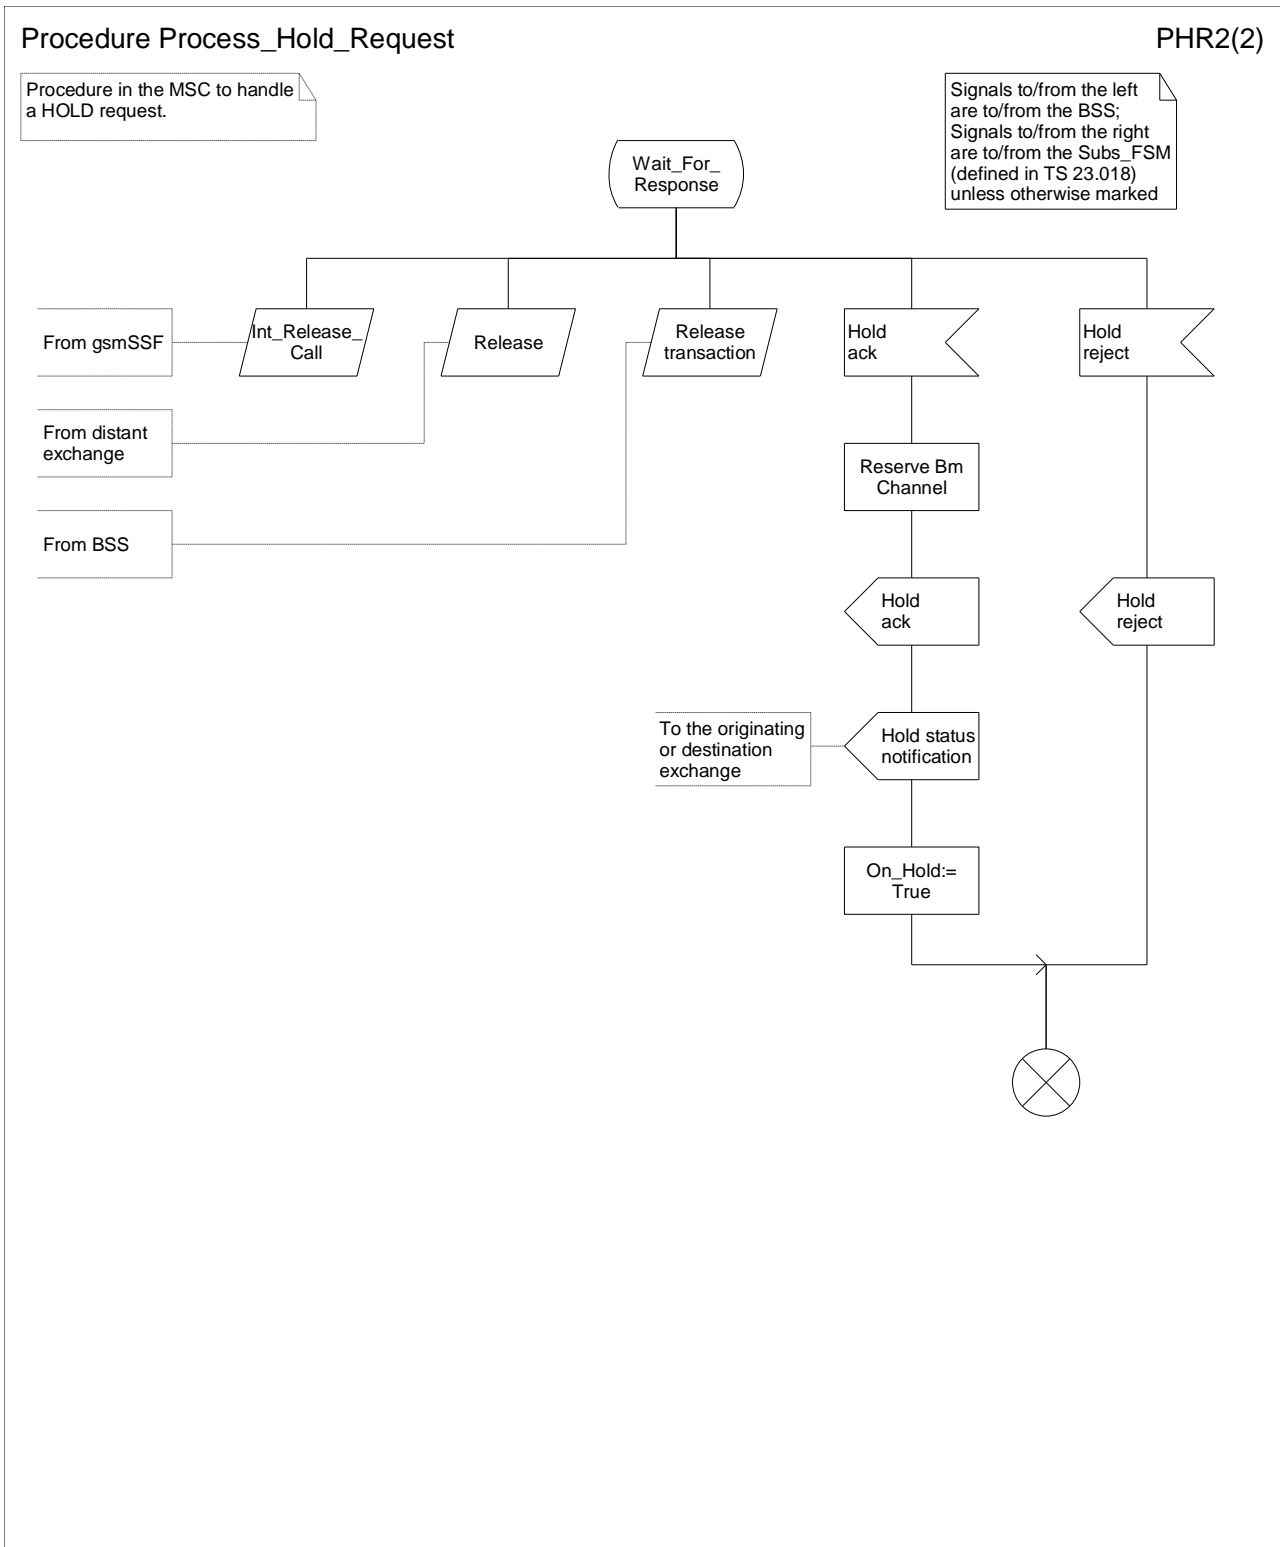 Procedure Process_Hold_Request
PHR2(2)
Procedure in the MSC to handle
a HOLD request.
Signals to/from the left
are to/from the BSS;
Signals to/from the right
are to/from the Subs_FSM
(defined in TS 23.018)
unless otherwise marked
Wait_For_
Response
From gsmSSF
Int_Release_
Call
Release
Release
transaction
Hold
ack
Hold
reject
From distant
exchange
Reserve Bm
Channel
From BSS
Hold
ack
Hold
reject
To the originating
or destination
exchange
Hold status
notification
On_Hold:=
True